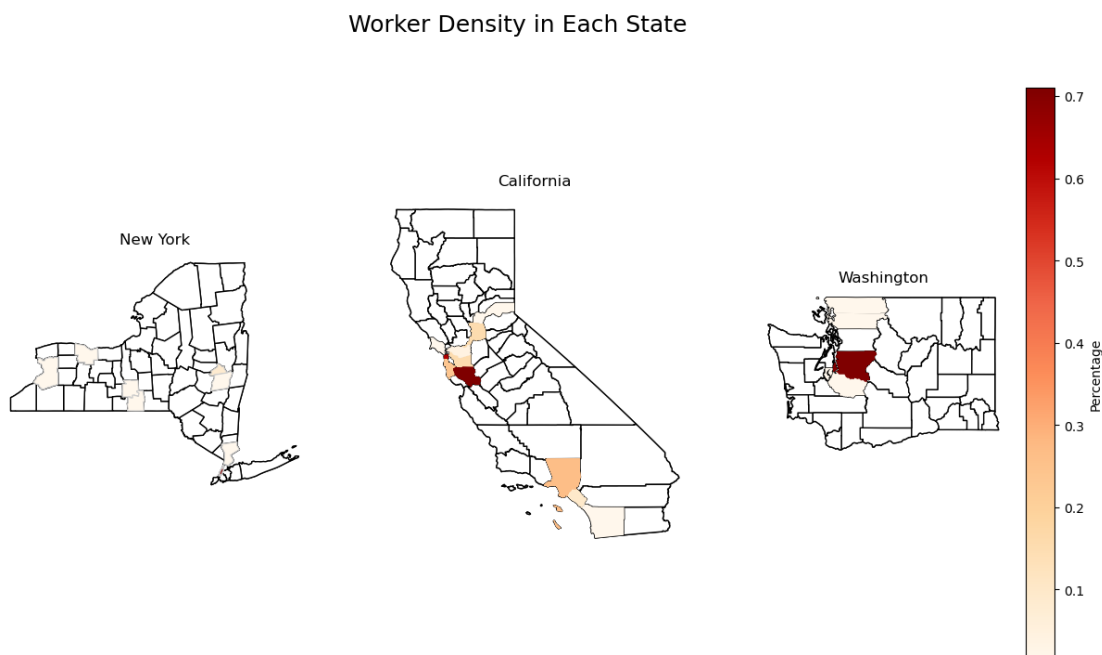 Worker Density in Each State
New York
California
Washington
0.7
0.6
0.5
0.4
0.3
0.2
0.1
Percentage